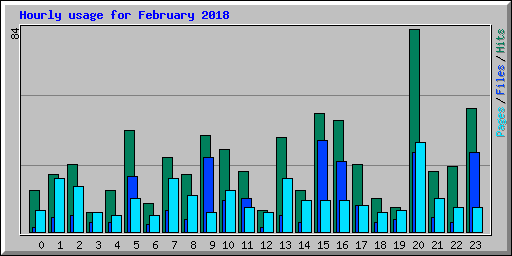 Hourly usage for February 2018
84
Pages/Files/Hits
0 1 2 3 4 5 6 7 8 9 10 11 12 13 14 15 16 17 18 19 20 21 22 23